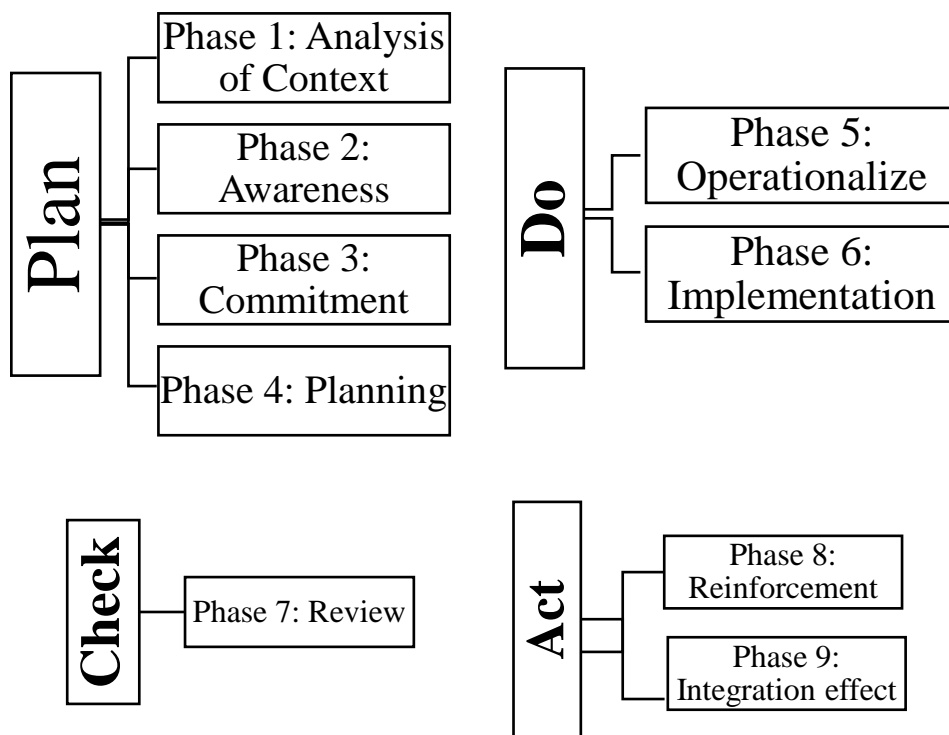 Plan
Phase 1: Analysis
of Context
Phase 2:
Awareness
Phase 3:
Commitment
Phase 4: Planning
Do
Phase 5:
Operationalize
Phase 6:
Implementation
Check
Phase 7: Review
Act
Phase 8:
Reinforcement
Phase 9:
Integration effect